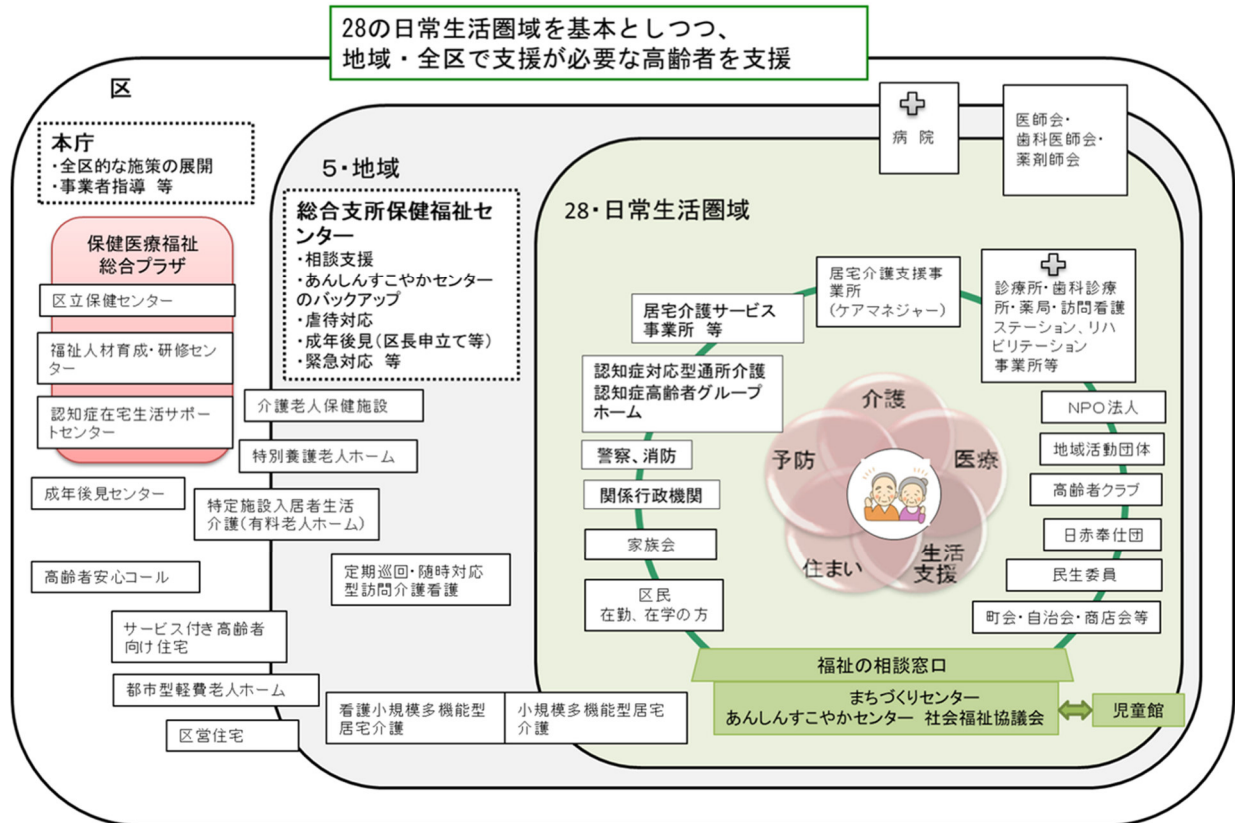 28の日常生活圏域を基本としつつ、
地域・全区で支援が必要な高齢者を支援
区
本庁
・全区的な施策の展開
・事業者指導 等
保健医療福祉
総合プラザ
区立保健センター
福祉人材育成・研修セン
ター
認知症在宅生活サポー
トセンター
成年後見センター
高齢者安心コール
5・地域
総合支所保健福祉セ
ンター
・相談支援
・あんしんすこやかセンター
のバックアップ
・虐待対応
・成年後見(区長申立て等)
・緊急対応 等
介護老人保健施設
特別養護老人ホーム
特定施設入居者生活
介護(有料老人ホーム)
定期巡回・随時対応
型訪問介護看護
サービス付き高齢者
向け住宅
都市型軽費老人ホーム
区営住宅
看護小規模多機能型
居宅介護
小規模多機能型居宅
介護
病院
医師会・
歯科医師会・
薬剤師会
28・日常生活圏域
居宅介護支援事
業所
(ケアマネジャー)
居宅介護サービス
事業所 等
認知症対応型通所介護
認知症高齢者グループ
ホーム
警察、消防
関係行政機関
家族会
区民
在勤、在学の方
診療所・歯科診療
所・薬局・訪問看護
ステーション、リハ
ビリテーション
事業所等
NPO法人
地域活動団体
高齢者クラブ
日赤奉仕団
民生委員
町会・自治会・商店会等
介護
予防
医療
住まい
生活
支援
福祉の相談窓口
まちづくりセンター
あんしんすこやかセンター 社会福祉協議会
児童館